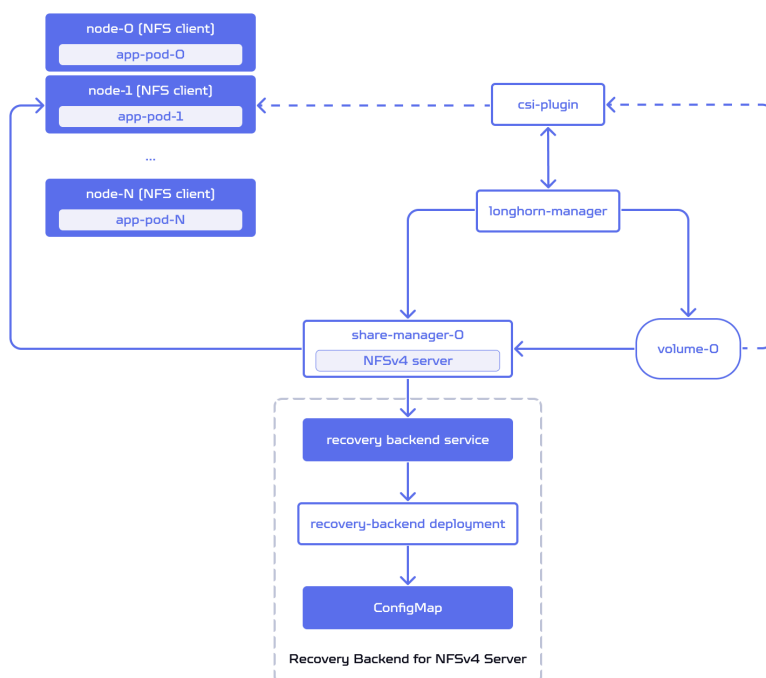 node-0 (NFS client)
app-pod-0
node-1 (NFS client)
app-pod-1
...
node-N (NFS client)
app-pod-N
csi-plugin
longhorn-manager
share-manager-0
NFSv4 server
volume-0
recovery backend service
recovery-backend deployment
ConfigMap
Recovery Backend for NFSv4 Server